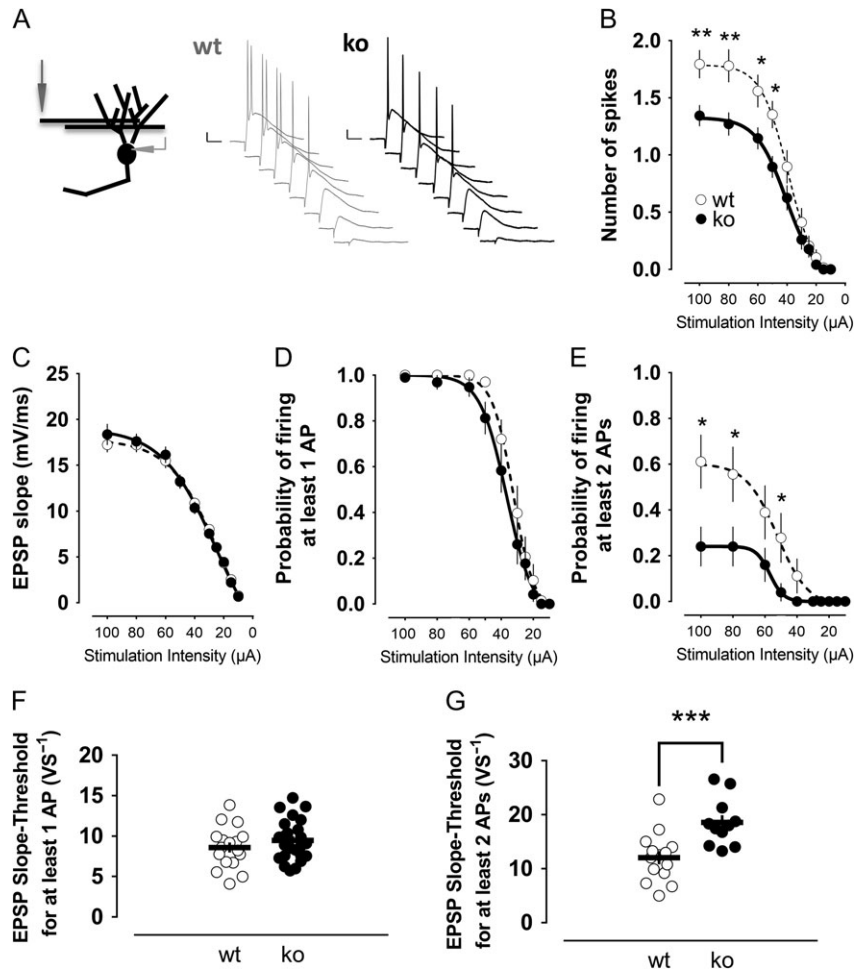 A
wt
ko
B
** ** * *
Number of spikes
2.0
1.5
1.0
0.5
0.0
wt
ko
100 80 60 40 20 0
Stimulation Intensity (µA)
C
EPSP slope (mV/ms)
25
20
15
10
5
0
100 80 60 40 20 0
Stimulation Intensity (µA)
D
Probability of firing
at least 1 AP
1.0
0.8
0.6
0.4
0.2
0.0
100 80 60 40 20
Stimulation Intensity (µA)
E
Probability of firing
at least 2 APs
1.0
0.8
0.6
0.4
0.2
0.0
* * *
100 80 60 40 20
Stimulation Intensity (µA)
F
EPSP Slope-Threshold
for at least 1 AP (VS⁻¹)
20
15
10
5
0
wt ko
G
EPSP Slope-Threshold
for at least 2 APs (VS⁻¹)
30
20
10
0
***
wt ko